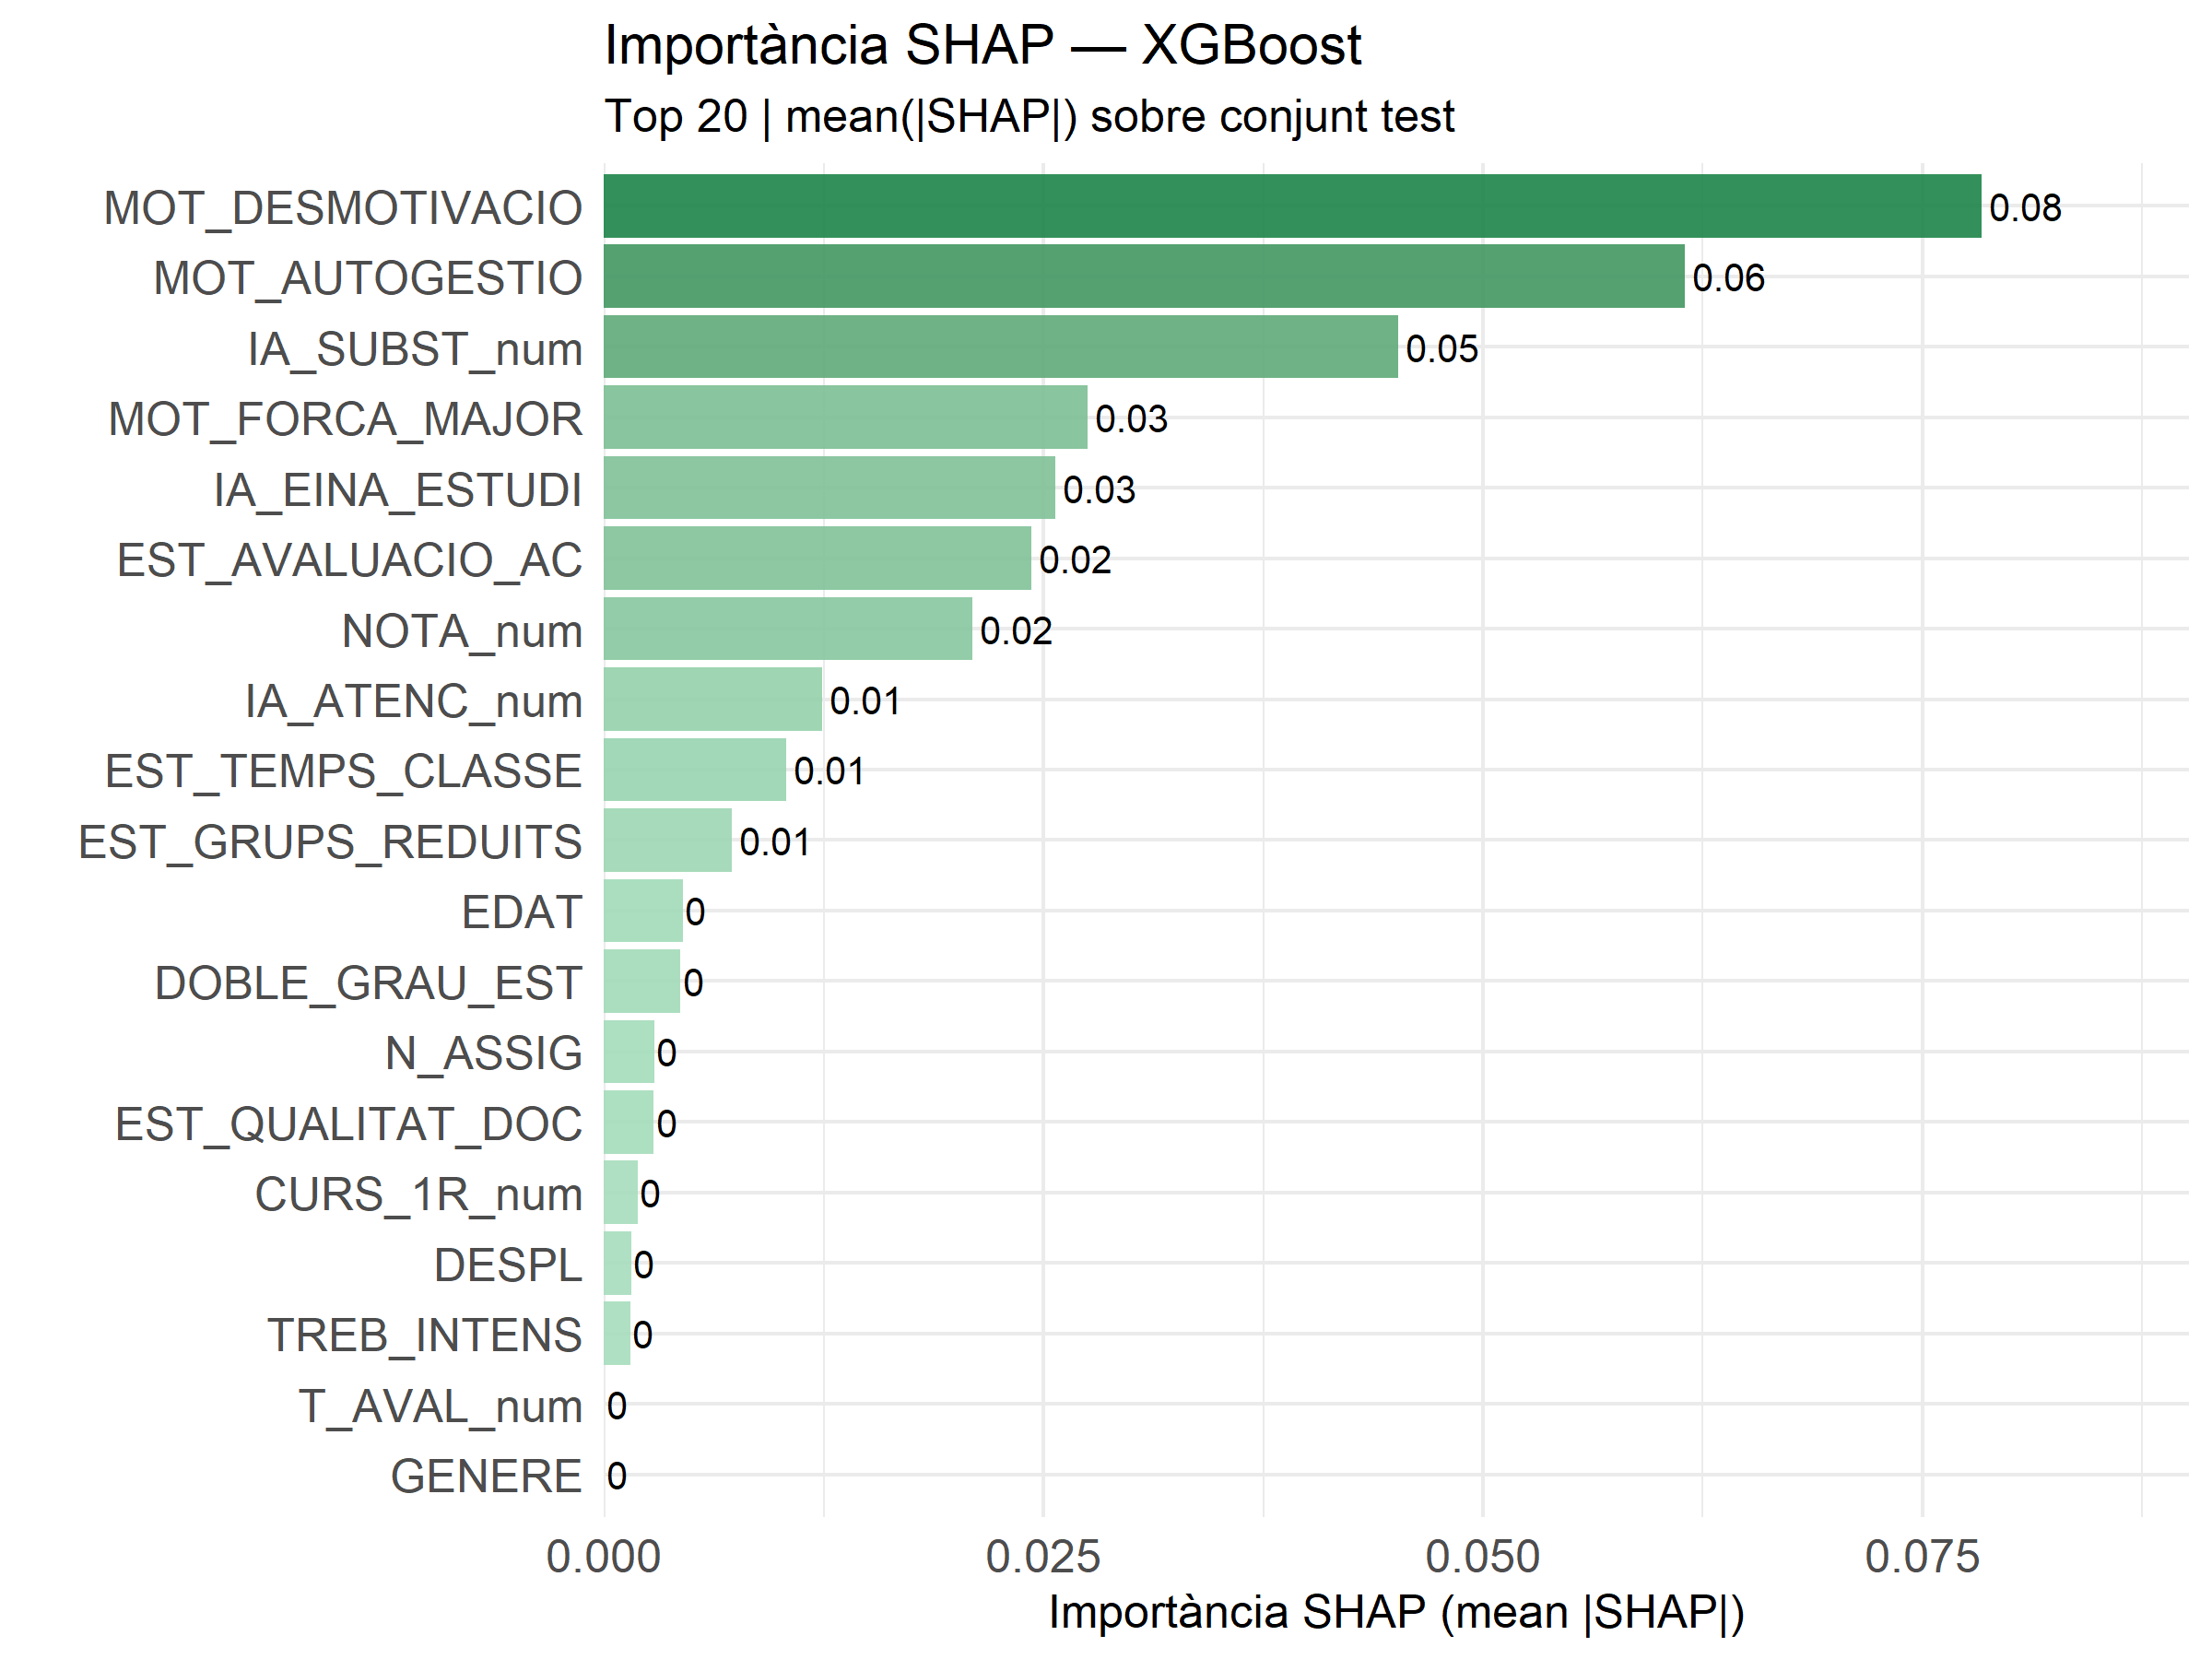 Importància SHAP — XGBoost
Top 20 | mean(|SHAP|) sobre conjunt test
MOT_DESMOTIVACIO 0.08
MOT_AUTOGESTIO 0.06
IA_SUBST_num 0.05
MOT_FORCA_MAJOR 0.03
IA_EINA_ESTUDI 0.03
EST_AVALUACIO_AC 0.02
NOTA_num 0.02
IA_ATENC_num 0.01
EST_TEMPS_CLASSE 0.01
EST_GRUPS_REDUITS 0.01
EDAT 0
DOBLE_GRAU_EST 0
N_ASSIG 0
EST_QUALITAT_DOC 0
CURS_1R_num 0
DESPL 0
TREB_INTENS 0
T_AVAL_num 0
GENERE 0
0.000 0.025 0.050 0.075
Importància SHAP (mean |SHAP|)